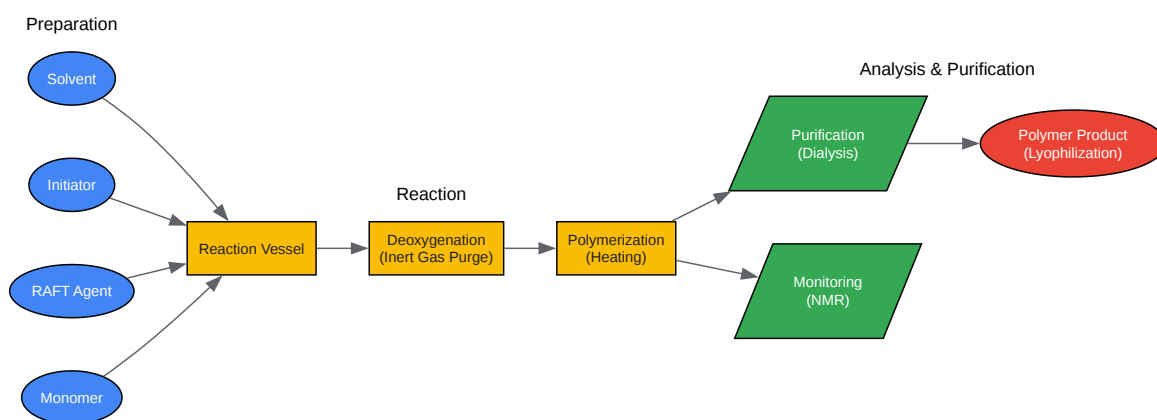 Preparation
Solvent
Initiator
RAFT Agent
Monomer
Reaction Vessel
Reaction
Deoxygenation
(Inert Gas Purge)
Polymerization
(Heating)
Analysis & Purification
Purification
(Dialysis)
Monitoring
(NMR)
Polymer Product
(Lyophilization)